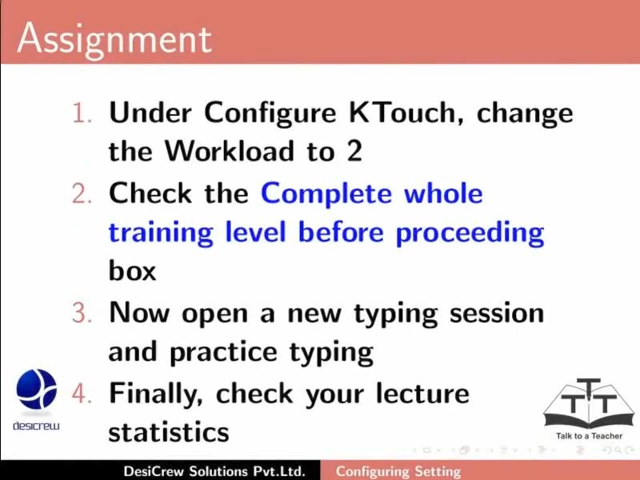 Assignment
1. Under Configure KTouch, change
the Workload to 2
2. Check the Complete whole
training level before proceeding
box
3. Now open a new typing session
and practice typing
4. Finally, check your lecture
statistics
desicrew
TTT
Talk to a Teacher
DesiCrew Solutions Pvt.Ltd. Configuring Setting